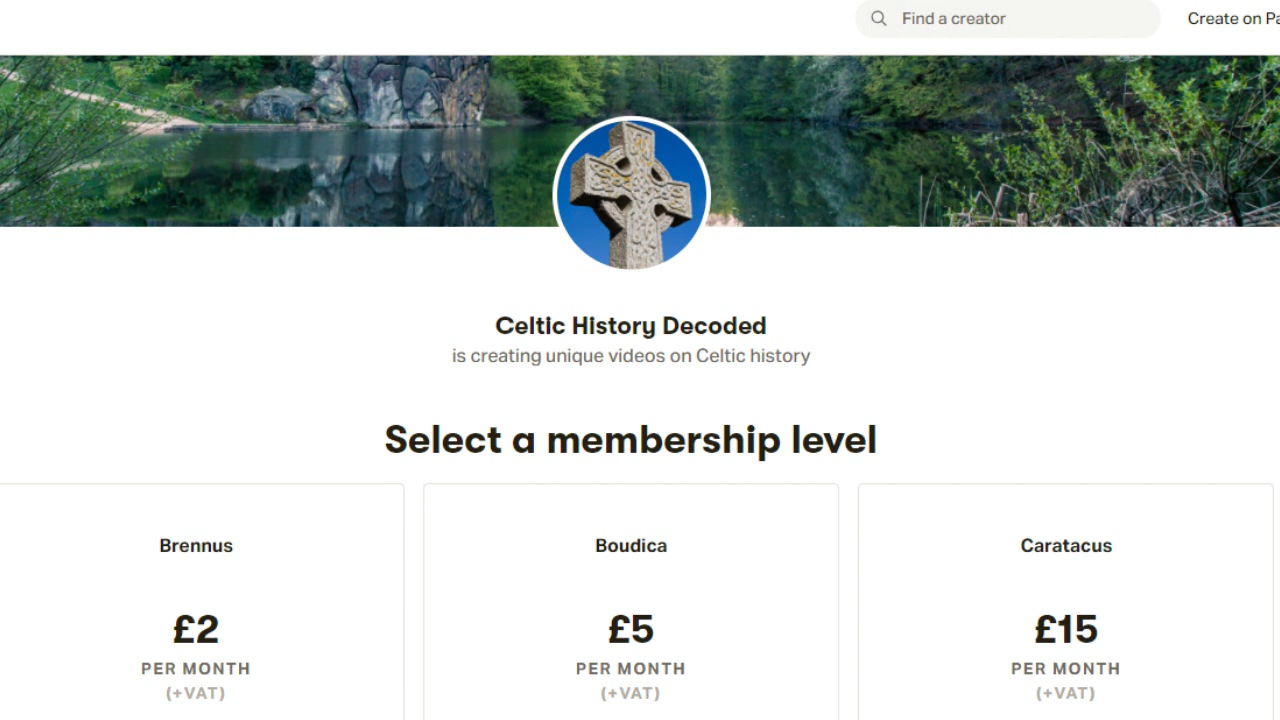 Find a creator
Create on Pa
Celtic History Decoded
is creating unique videos on Celtic history
Select a membership level
Brennus
£2
PER MONTH
(+VAT)
Boudica
£5
PER MONTH
(+VAT)
Caratacus
£15
PER MONTH
(+VAT)